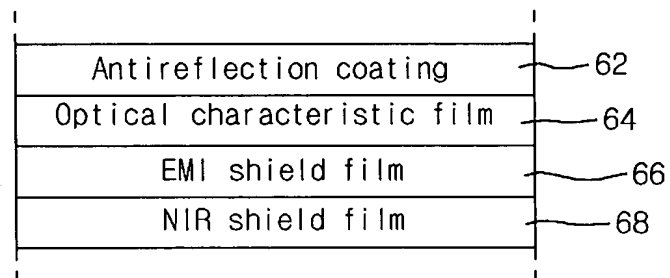 Antireflection coating 62
Optical characteristic film 64
EMI shield film 66
NIR shield film 68